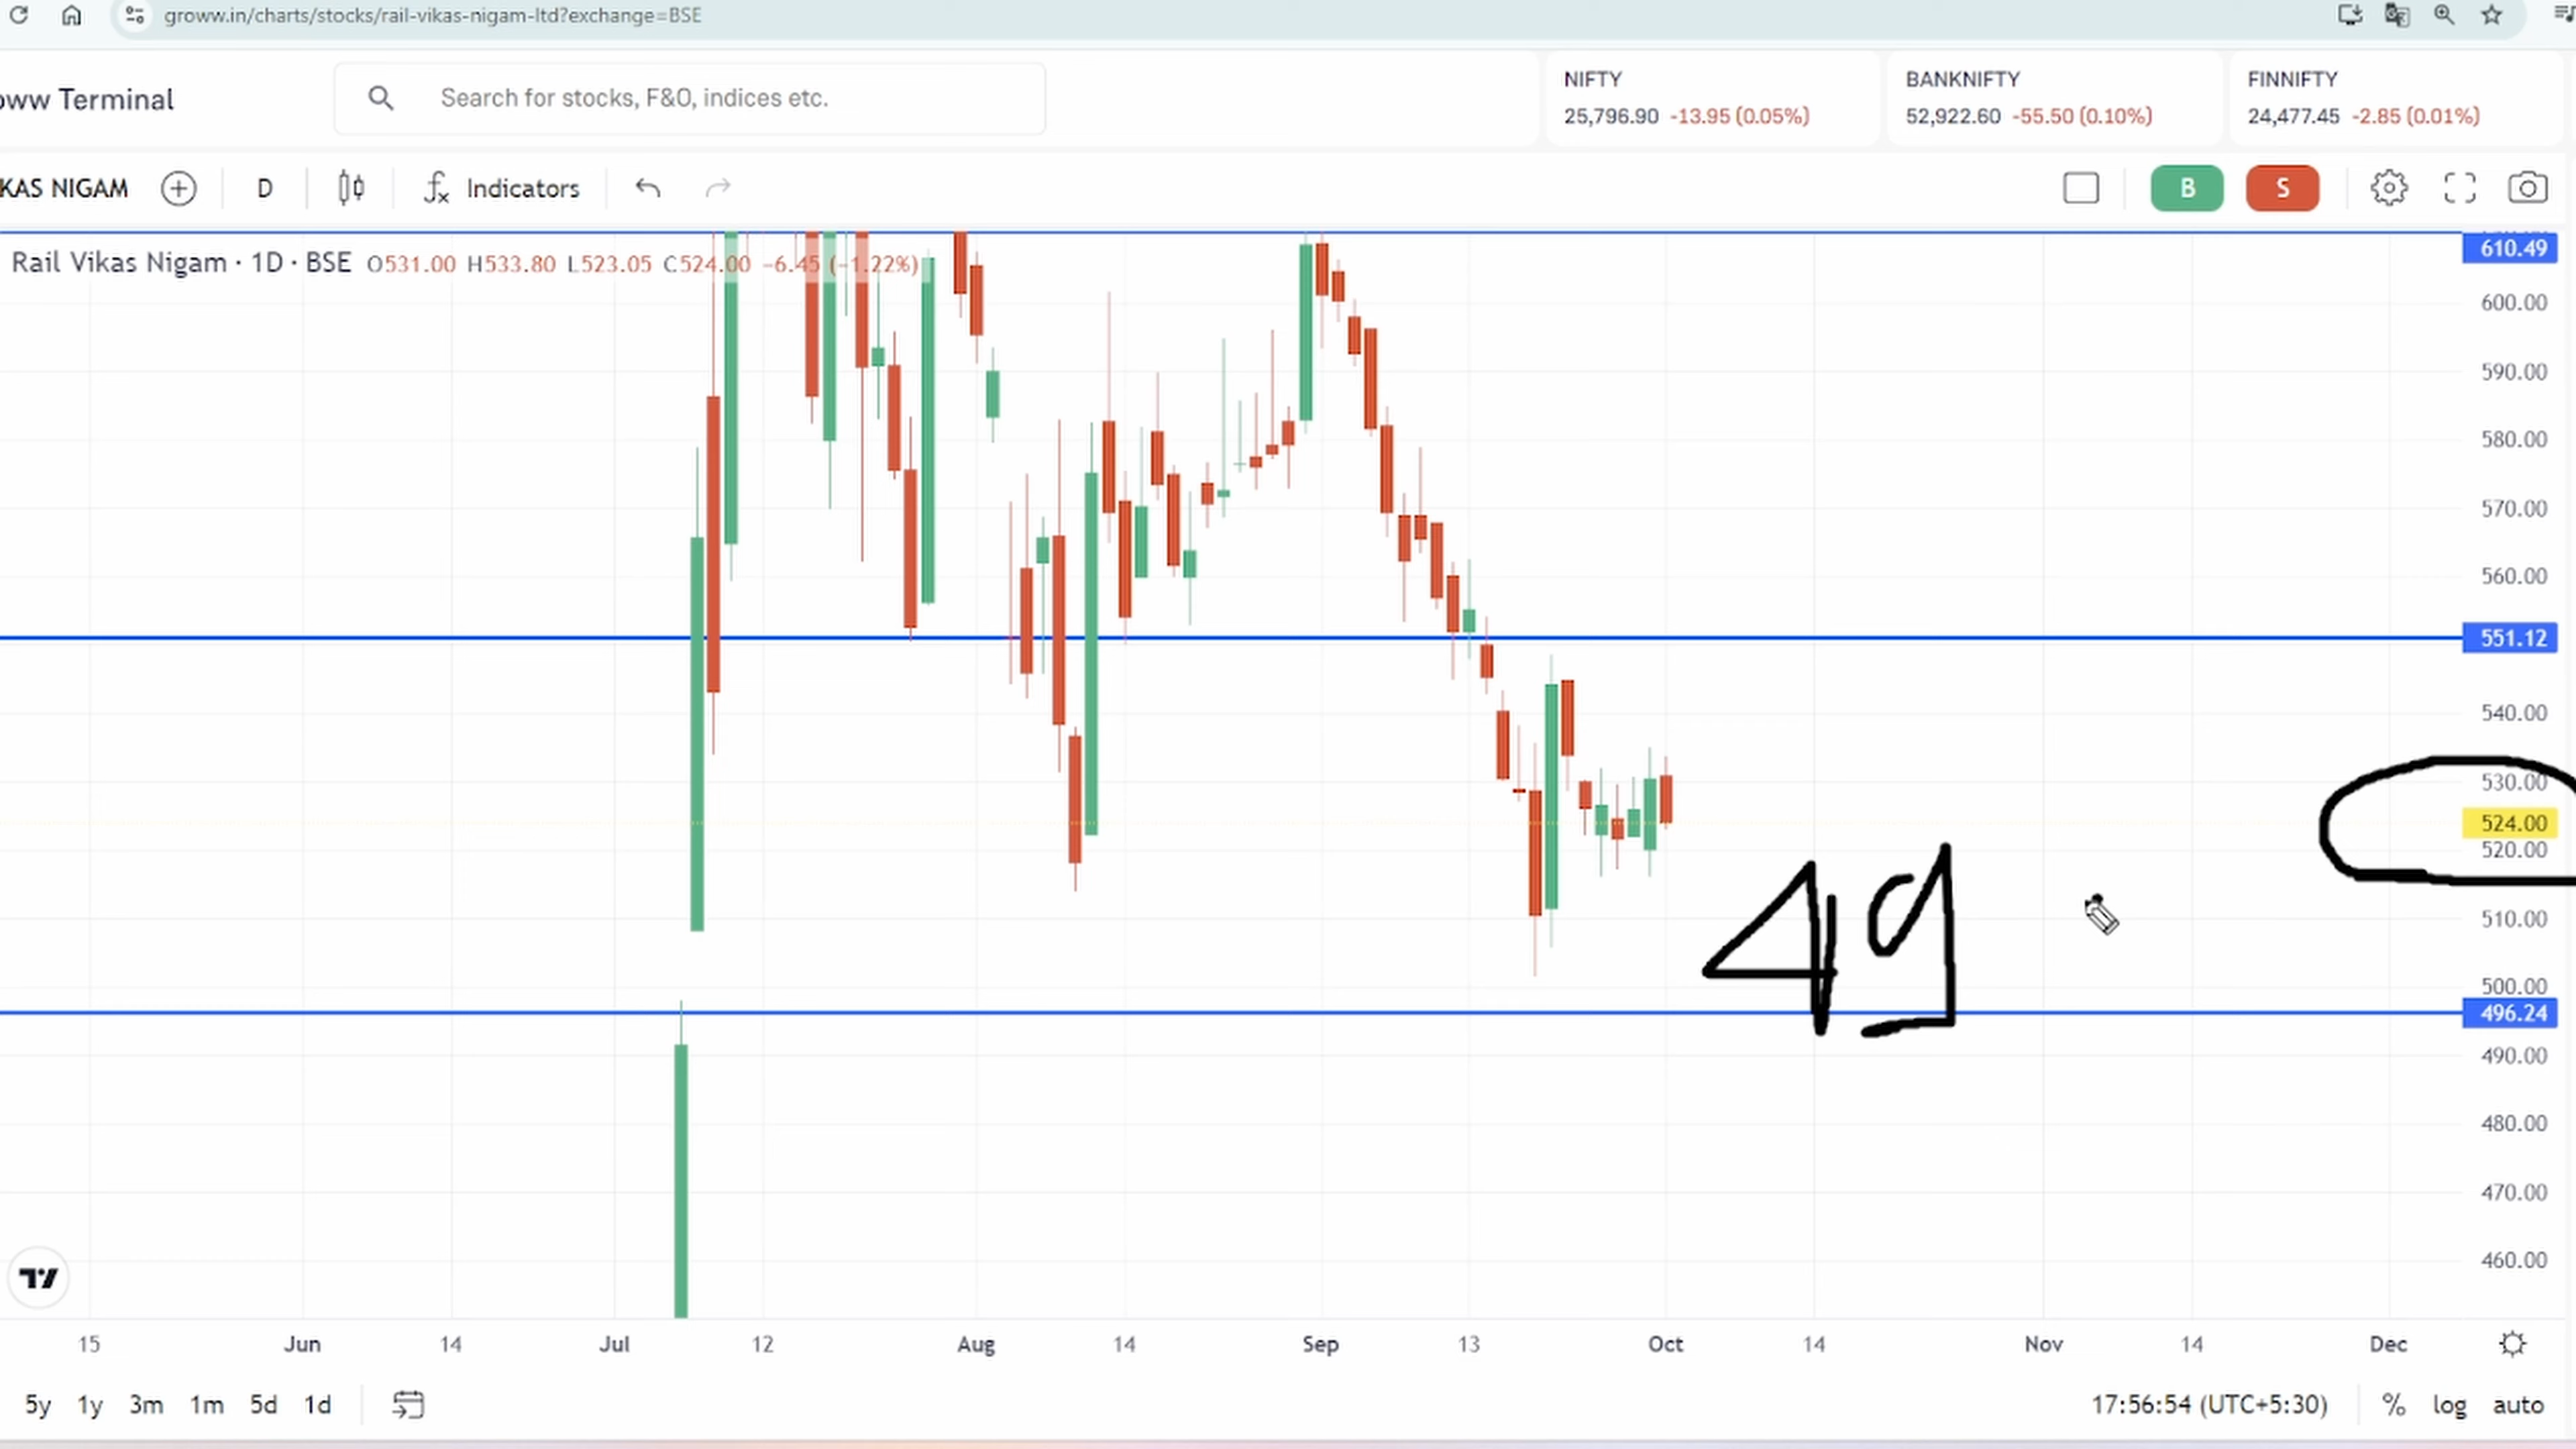 groww.in/charts/stocks/rail-vikas-nigam-ltd?exchange=BSE
oww Terminal
Search for stocks, F&O, indices etc.
NIFTY
25,796.90 -13.95 (0.05%)
BANKNIFTY
52,922.60 -55.50 (0.10%)
FINNIFTY
24,477.45 -2.85 (0.01%)
KAS NIGAM
D
Indicators
B
S
Rail Vikas Nigam · 1D · BSE O531.00 H533.80 L523.05 C524.00 −6.45 (−1.22%)
610.49
600.00
590.00
580.00
570.00
560.00
551.12
540.00
530.00
524.00
520.00
510.00
500.00
496.24
490.00
480.00
470.00
460.00
49
15 Jun 14 Jul 12 Aug 14 Sep 13 Oct 14 Nov 14 Dec
5y 1y 3m 1m 5d 1d
17:56:54 (UTC+5:30) % log auto